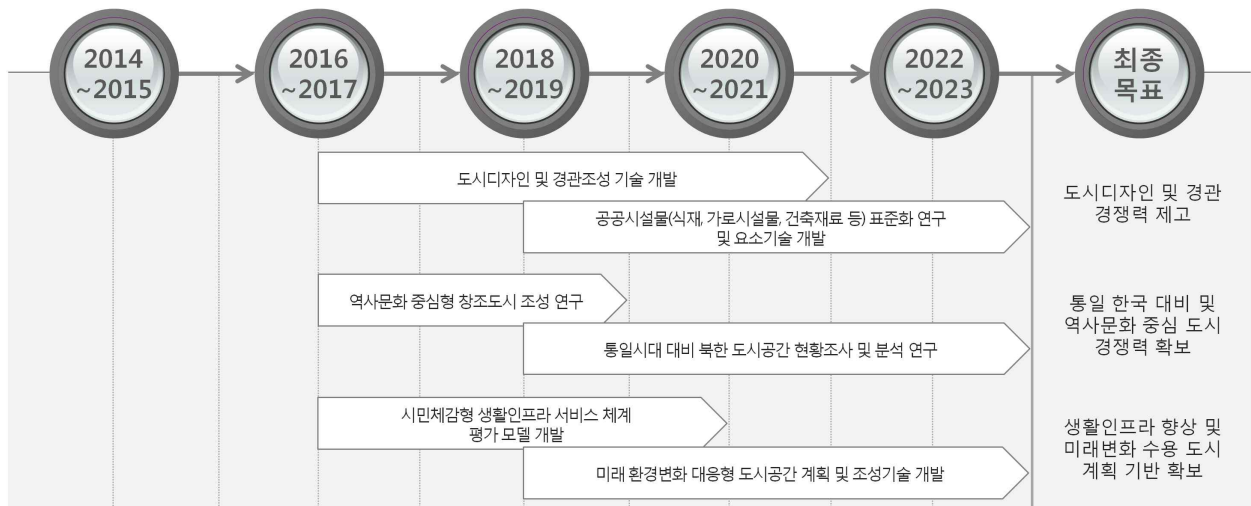 2014
~2015
2016
~2017
2018
~2019
2020
~2021
2022
~2023
최종
목표
도시디자인 및 경관조성 기술 개발
공공시설물(식재, 가로시설물, 건축재료 등) 표준화 연구
및 요소기술 개발
도시디자인 및 경관
경쟁력 제고
역사문화 중심형 창조도시 조성 연구
통일시대 대비 북한 도시공간 현황조사 및 분석 연구
통일 한국 대비 및
역사문화 중심 도시
경쟁력 확보
시민체감형 생활인프라 서비스 체계
평가 모델 개발
미래 환경변화 대응형 도시공간 계획 및 조성기술 개발
생활인프라 향상 및
미래변화 수용 도시
계획 기반 확보